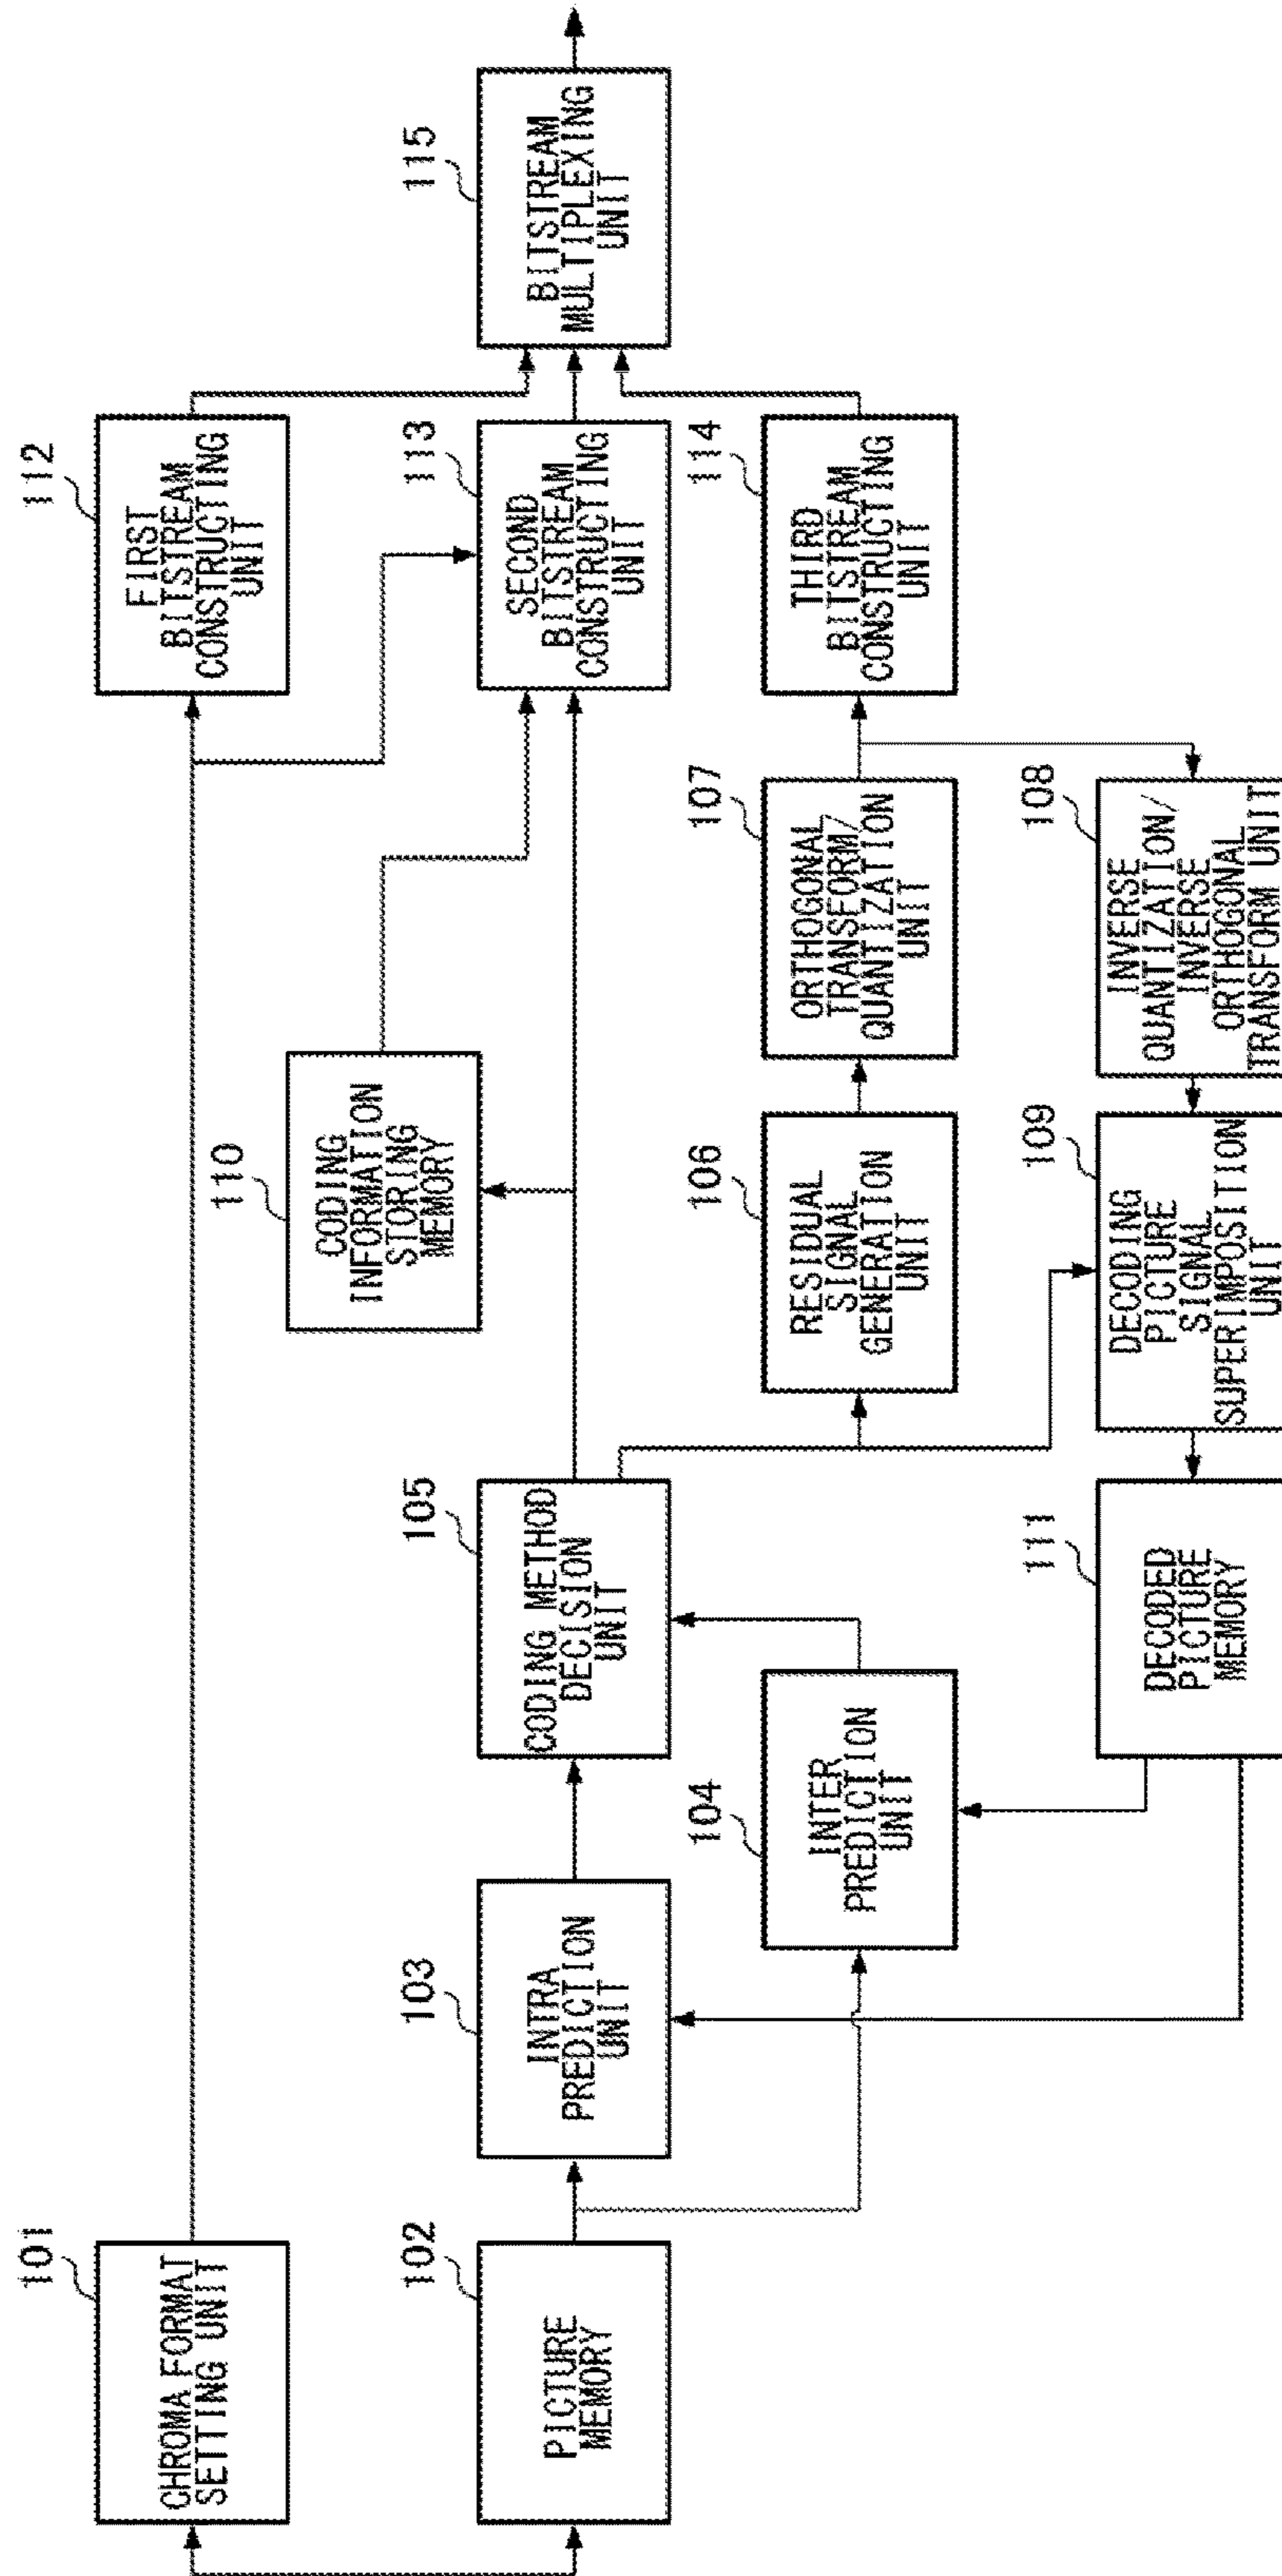 101
CHROMA FORMAT
SETTING UNIT
112
FIRST
BITSTREAM
CONSTRUCTING
UNIT
110
CODING
INFORMATION
STORING
MEMORY
102
PICTURE
MEMORY
103
INTRA
PREDICTION
UNIT
105
CODING METHOD
DECISION
UNIT
113
SECOND
BITSTREAM
CONSTRUCTING
UNIT
115
BITSTREAM
MULTIPLEXING
UNIT
104
INTER
PREDICTION
UNIT
106
RESIDUAL
SIGNAL
GENERATION
UNIT
107
ORTHOGONAL
TRANSFORM/
QUANTIZATION
UNIT
114
THIRD
BITSTREAM
CONSTRUCTING
UNIT
111
DECODED
PICTURE
MEMORY
109
DECODING
PICTURE
SIGNAL
SUPERIMPOSITION
UNIT
108
INVERSE
QUANTIZATION/
INVERSE
ORTHOGONAL
TRANSFORM UNIT